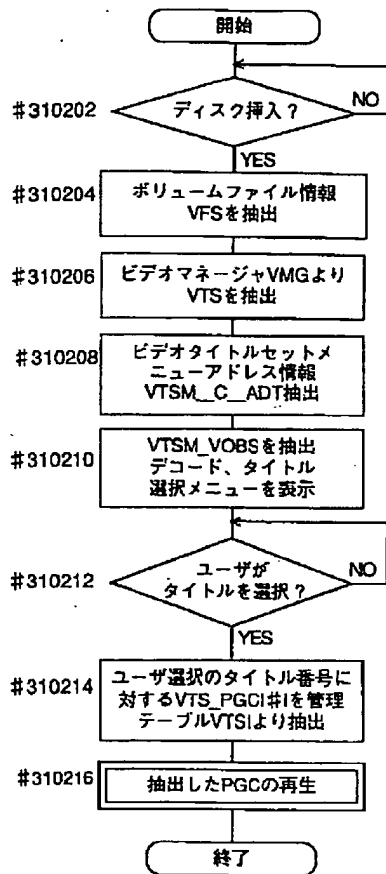 開始
#310202
ディスク挿入?
NO
YES
#310204
ボリュームファイル情報
VFSを抽出
#310206
ビデオマネージャVMGより
VTSを抽出
#310208
ビデオタイトルセットメ
ニューアドレス情報
VTSM__C__ADT抽出
#310210
VTSM_VOBSを抽出
デコード、タイトル
選択メニューを表示
#310212
ユーザが
タイトルを選択?
NO
YES
#310214
ユーザ選択のタイトル番号に
対するVTS_PGCI#Iを管理
テーブルVTSIより抽出
#310216
抽出したPGCの再生
終了